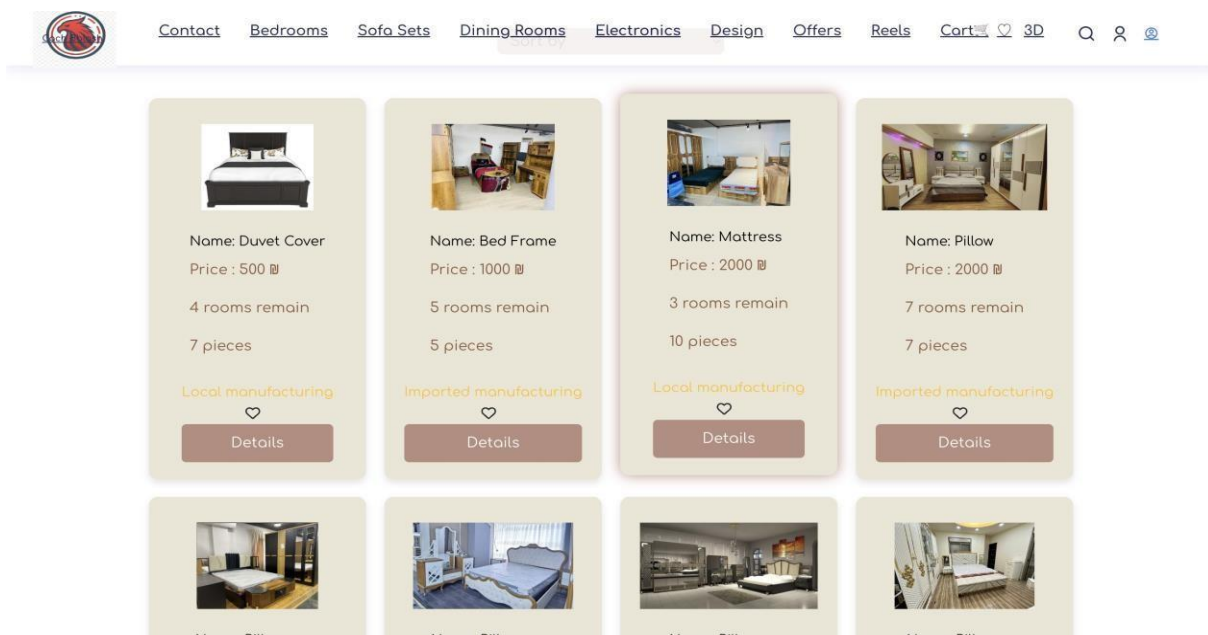 Contact Bedrooms Sofa Sets Dining Rooms Electronics Design Offers Reels Cart 3D
Sort by
Name: Duvet Cover
Price : 500 ₪
4 rooms remain
7 pieces
Local manufacturing
Details
Name: Bed Frame
Price : 1000 ₪
5 rooms remain
5 pieces
Imported manufacturing
Details
Name: Mattress
Price : 2000 ₪
3 rooms remain
10 pieces
Local manufacturing
Details
Name: Pillow
Price : 2000 ₪
7 rooms remain
7 pieces
Imported manufacturing
Details